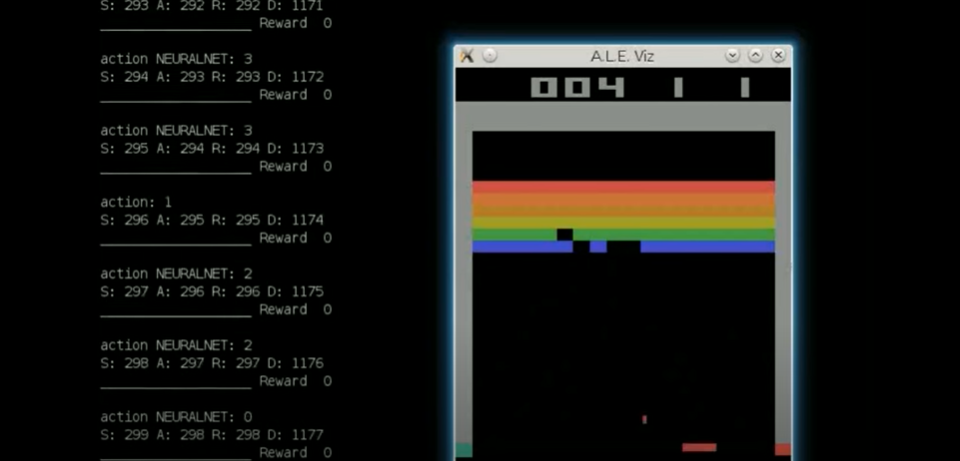 S: 293 A: 292 R: 292 D: 1171
Reward 0
action NEURALNET: 3
S: 294 A: 293 R: 293 D: 1172
Reward 0
action NEURALNET: 3
S: 295 A: 294 R: 294 D: 1173
Reward 0
action: 1
S: 296 A: 295 R: 295 D: 1174
Reward 0
action NEURALNET: 2
S: 297 A: 296 R: 296 D: 1175
Reward 0
action NEURALNET: 2
S: 298 A: 297 R: 297 D: 1176
Reward 0
action NEURALNET: 0
S: 299 A: 298 R: 298 D: 1177
Reward 0
A.L.E. Viz
004 1 1